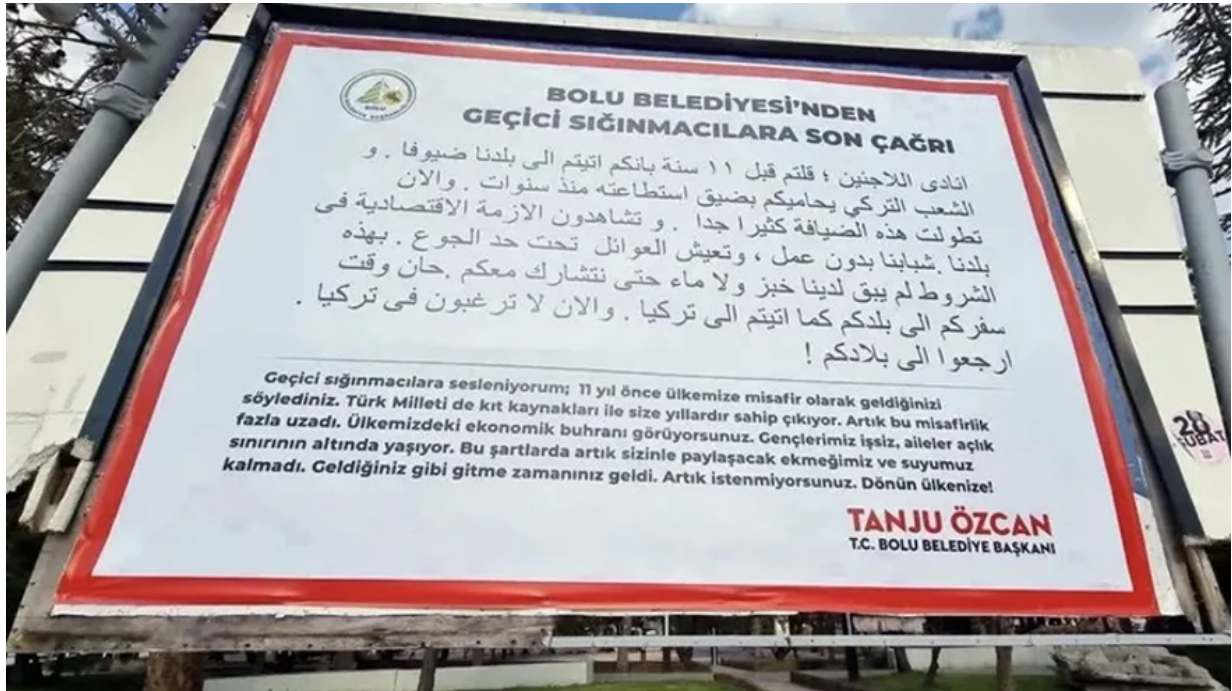 BOLU
BOLU BELEDİYESİ'NDEN
GEÇİCİ SIĞINMACILARA SON ÇAĞRI
انادى اللاجنين ؛ قلتم قبل ١١ سنة بانكم اتيتم الى بلدنا ضيوفا . و
الشعب التركي يحاميكم بضيق استطاعته منذ سنوات . والان
تطولت هذه الضيافة كثيرا جدا . و تشاهدون الازمة الاقتصادية فى
بلدنا .شبابنا بدون عمل ، وتعيش العوائل تحت حد الجوع . بهذه
الشروط لم يبق لدينا خبز ولا ماء حتى نتشارك معكم .حان وقت
سفركم الى بلدكم كما اتيتم الى تركيا . والان لا ترغبون فى تركيا .
ارجعوا الى بلادكم !
Geçici sığınmacılara sesleniyorum; 11 yıl önce ülkemize misafir olarak geldiğinizi
söylediniz. Türk Milleti de kıt kaynakları ile size yıllardır sahip çıkıyor. Artık bu misafirlik
fazla uzadı. Ülkemizdeki ekonomik buhranı görüyorsunuz. Gençlerimiz işsiz, aileler açlık
sınırının altında yaşıyor. Bu şartlarda artık sizinle paylaşacak ekmeğimiz ve suyumuz
kalmadı. Geldiğiniz gibi gitme zamanınız geldi. Artık istenmiyorsunuz. Dönün ülkenize!
TANJU ÖZCAN
T.C. BOLU BELEDİYE BAŞKANI
28
ŞUBAT